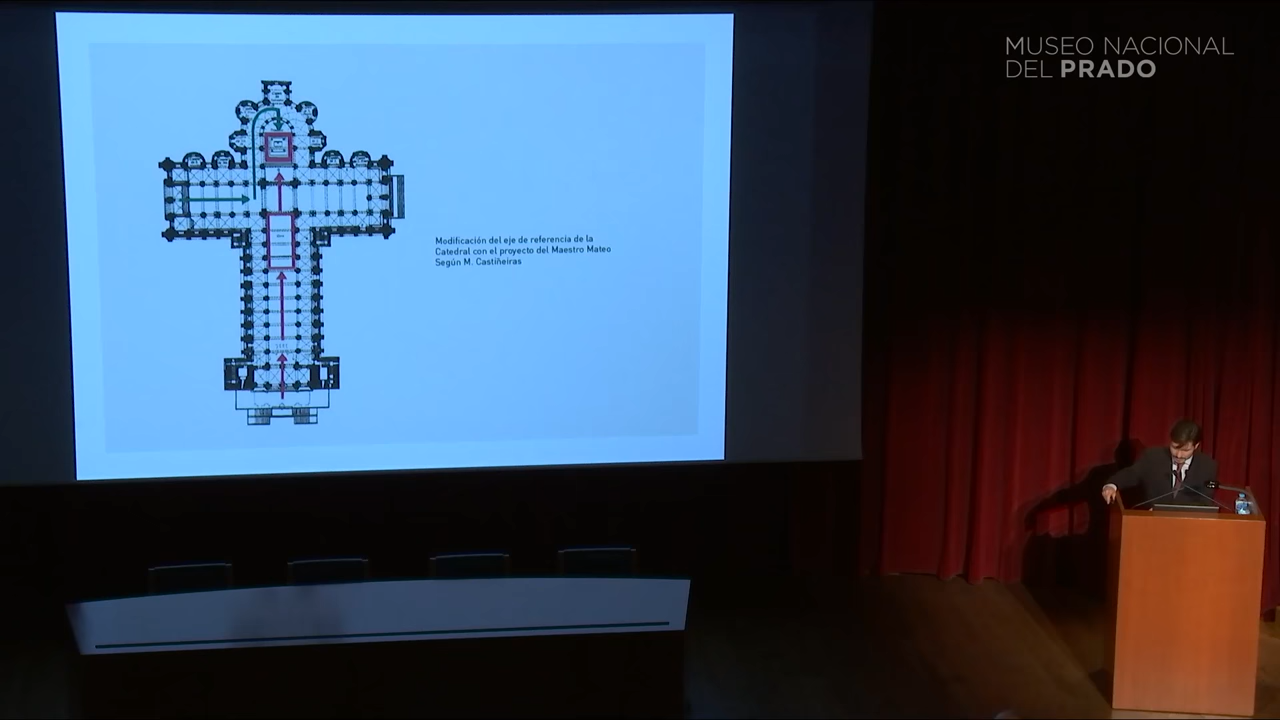 MUSEO NACIONAL
DEL PRADO
Modificación del eje de referencia de la
Catedral con el proyecto del Maestro Mateo
Según M. Castiñeiras